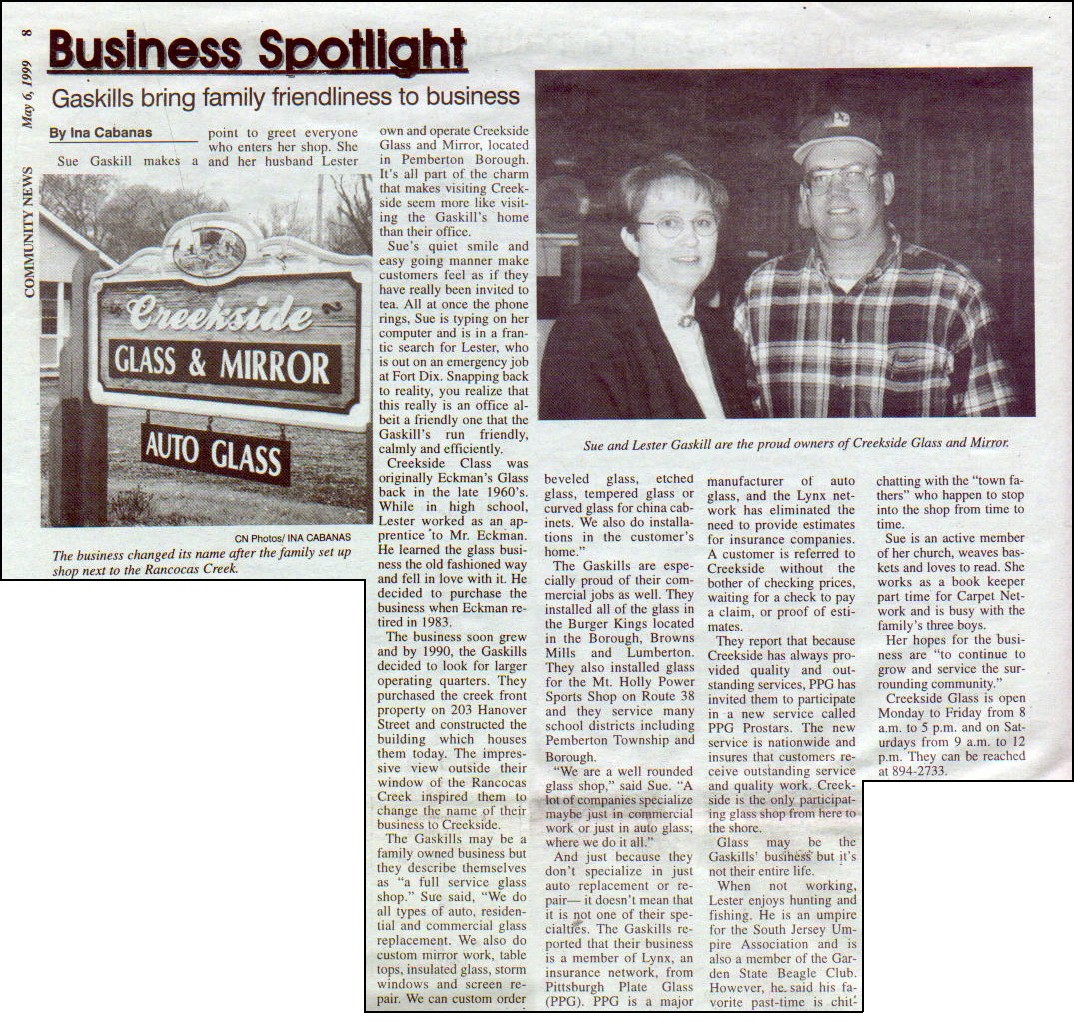 COMMUNITY NEWS May 6, 1999 8
Business Spotlight
Gaskills bring family friendliness to business
By Ina Cabanas
Sue Gaskill makes a
point to greet everyone
who enters her shop. She
and her husband Lester
Creekside
GLASS & MIRROR
AUTO GLASS
CN Photos/ INA CABANAS
The business changed its name after the family set up
shop next to the Rancocas Creek.
own and operate Creekside
Glass and Mirror, located
in Pemberton Borough.
It's all part of the charm
that makes visiting Creek-
side seem more like visit-
ing the Gaskill's home
than their office.
Sue's quiet smile and
easy going manner make
customers feel as if they
have really been invited to
tea. All at once the phone
rings, Sue is typing on her
computer and is in a fran-
tic search for Lester, who
is out on an emergency job
at Fort Dix. Snapping back
to reality, you realize that
this really is an office al-
beit a friendly one that the
Gaskill's run friendly,
calmly and efficiently.
Creekside Class was
originally Eckman's Glass
back in the late 1960's.
While in high school,
Lester worked as an ap-
prentice to Mr. Eckman.
He learned the glass busi-
ness the old fashioned way
and fell in love with it. He
decided to purchase the
business when Eckman re-
tired in 1983.
The business soon grew
and by 1990, the Gaskills
decided to look for larger
operating quarters. They
purchased the creek front
property on 203 Hanover
Street and constructed the
building which houses
them today. The impres-
sive view outside their
window of the Rancocas
Creek inspired them to
change the name of their
business to Creekside.
The Gaskills may be a
family owned business but
they describe themselves
as "a full service glass
shop." Sue said, "We do
all types of auto, residen-
tial and commercial glass
replacement. We also do
custom mirror work, table
tops, insulated glass, storm
windows and screen re-
pair. We can custom order
PG
Sue and Lester Gaskill are the proud owners of Creekside Glass and Mirror.
beveled glass, etched
glass, tempered glass or
curved glass for china cab-
inets. We also do installa-
tions in the customer's
home."
The Gaskills are espe-
cially proud of their com-
mercial jobs as well. They
installed all of the glass in
the Burger Kings located
in the Borough, Browns
Mills and Lumberton.
They also installed glass
for the Mt. Holly Power
Sports Shop on Route 38
and they service many
school districts including
Pemberton Township and
Borough.
"We are a well rounded
glass shop," said Sue. "A
lot of companies specialize
maybe just in commercial
work or just in auto glass;
where we do it all."
And just because they
don't specialize in just
auto replacement or re-
pair— it doesn't mean that
it is not one of their spe-
cialties. The Gaskills re-
ported that their business
is a member of Lynx, an
insurance network, from
Pittsburgh Plate Glass
(PPG). PPG is a major
manufacturer of auto
glass, and the Lynx net-
work has eliminated the
need to provide estimates
for insurance companies.
A customer is referred to
Creekside without the
bother of checking prices,
waiting for a check to pay
a claim, or proof of esti-
mates.
They report that because
Creekside has always pro-
vided quality and out-
standing services, PPG has
invited them to participate
in a new service called
PPG Prostars. The new
service is nationwide and
insures that customers re-
ceive outstanding service
and quality work. Creek-
side is the only participat-
ing glass shop from here to
the shore.
Glass may be the
Gaskills' business but it's
not their entire life.
When not working,
Lester enjoys hunting and
fishing. He is an umpire
for the South Jersey Um-
pire Association and is
also a member of the Gar-
den State Beagle Club.
However, he said his fa-
vorite past-time is chit-
chatting with the "town fa-
thers" who happen to stop
into the shop from time to
time.
Sue is an active member
of her church, weaves bas-
kets and loves to read. She
works as a book keeper
part time for Carpet Net-
work and is busy with the
family's three boys.
Her hopes for the busi-
ness are "to continue to
grow and service the sur-
rounding community."
Creekside Glass is open
Monday to Friday from 8
a.m. to 5 p.m. and on Sat-
urdays from 9 a.m. to 12
p.m. They can be reached
at 894-2733.